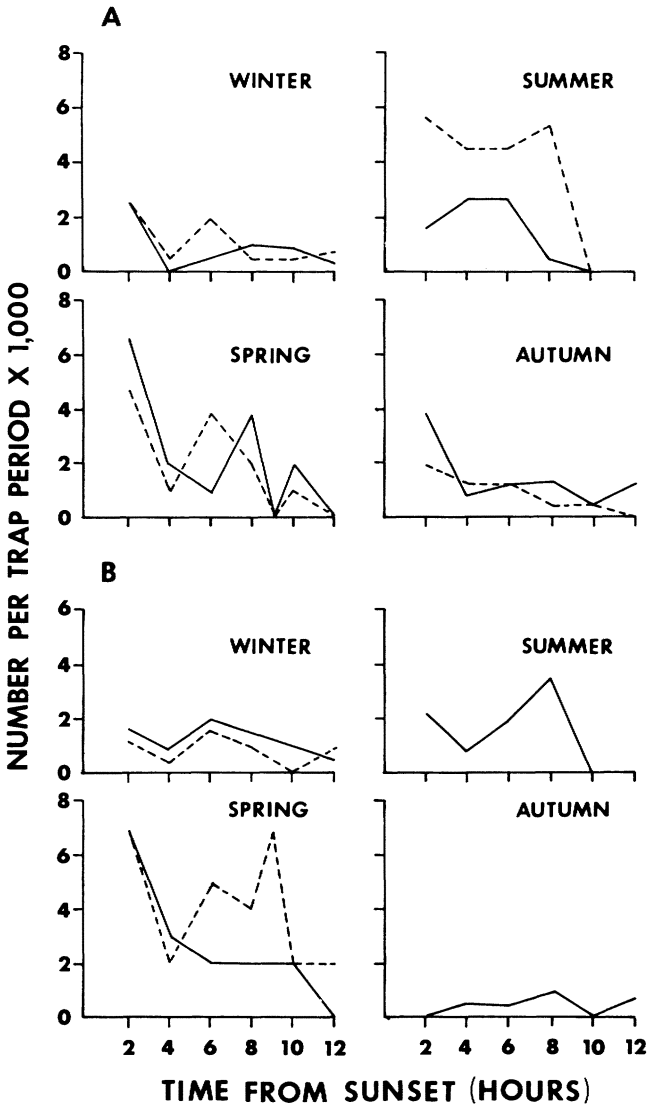 A
WINTER
SUMMER
8
6
4
2
0
SPRING
AUTUMN
8
6
4
2
0
NUMBER PER TRAP PERIOD X 1,000
B
WINTER
SUMMER
6
4
2
0
SPRING
AUTUMN
8
6
4
2
0
2 4 6 8 10 12
2 4 6 8 10 12
TIME FROM SUNSET (HOURS)